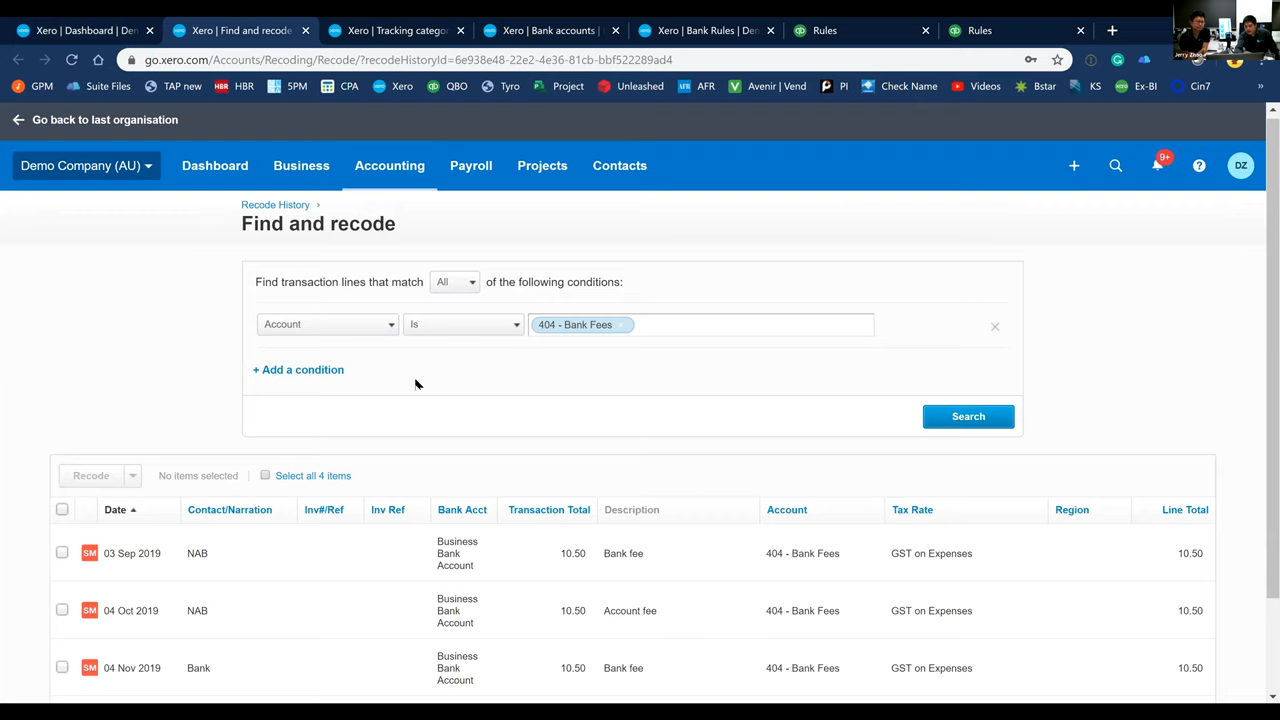 Xero | Dashboard | Den
Xero | Find and recode
Xero | Tracking catego
Xero | Bank accounts |
Xero | Bank Rules | Dem
Rules
Rules
go.xero.com/Accounts/Recoding/Recode/?recodeHistoryId=6e93
-22e2-4e36-81cb-bbf522289ad4
GPM
Suite Files
TAP new
HBR HBR
5PM
CPA
Xero
QBO
Tyro
Project
Unleashed
AFR AFR
Avenir | Vend
PI
Check Name
Videos
Bstar
KS
Ex-BI
Cin7
»
Go back to last organisation
Demo Company (AU)
Dashboard
Business
Accounting
Payroll
Projects
Contacts
9+
DZ
Recode History ›
Find and recode
Find transaction lines that match All of the following conditions:
Account
Is
404 - Bank Fees ×
+ Add a condition
Search
Recode
No items selected
Select all 4 items
Date Contact/Narration Inv#/Ref Inv Ref Bank Acct Transaction Total Description Account Tax Rate Region Line Total
SM 03 Sep 2019 NAB Business Bank Account 10.50 Bank fee 404 - Bank Fees GST on Expenses 10.50
SM 04 Oct 2019 NAB Business Bank Account 10.50 Account fee 404 - Bank Fees GST on Expenses 10.50
SM 04 Nov 2019 Bank Business Bank Account 10.50 Bank fee 404 - Bank Fees GST on Expenses 10.50